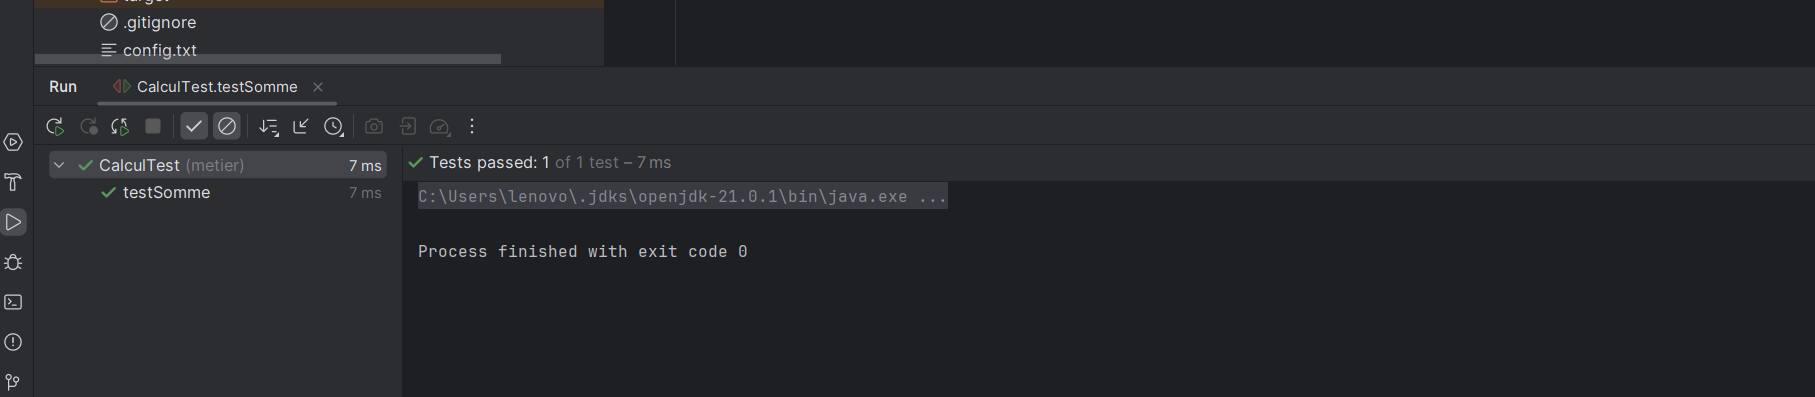 target
.gitignore
config.txt
Run CalculTest.testSomme
CalculTest (metier) 7 ms
testSomme 7 ms
Tests passed: 1 of 1 test – 7 ms
C:\Users\lenovo\.jdks\openjdk-21.0.1\bin\java.exe ...
Process finished with exit code 0